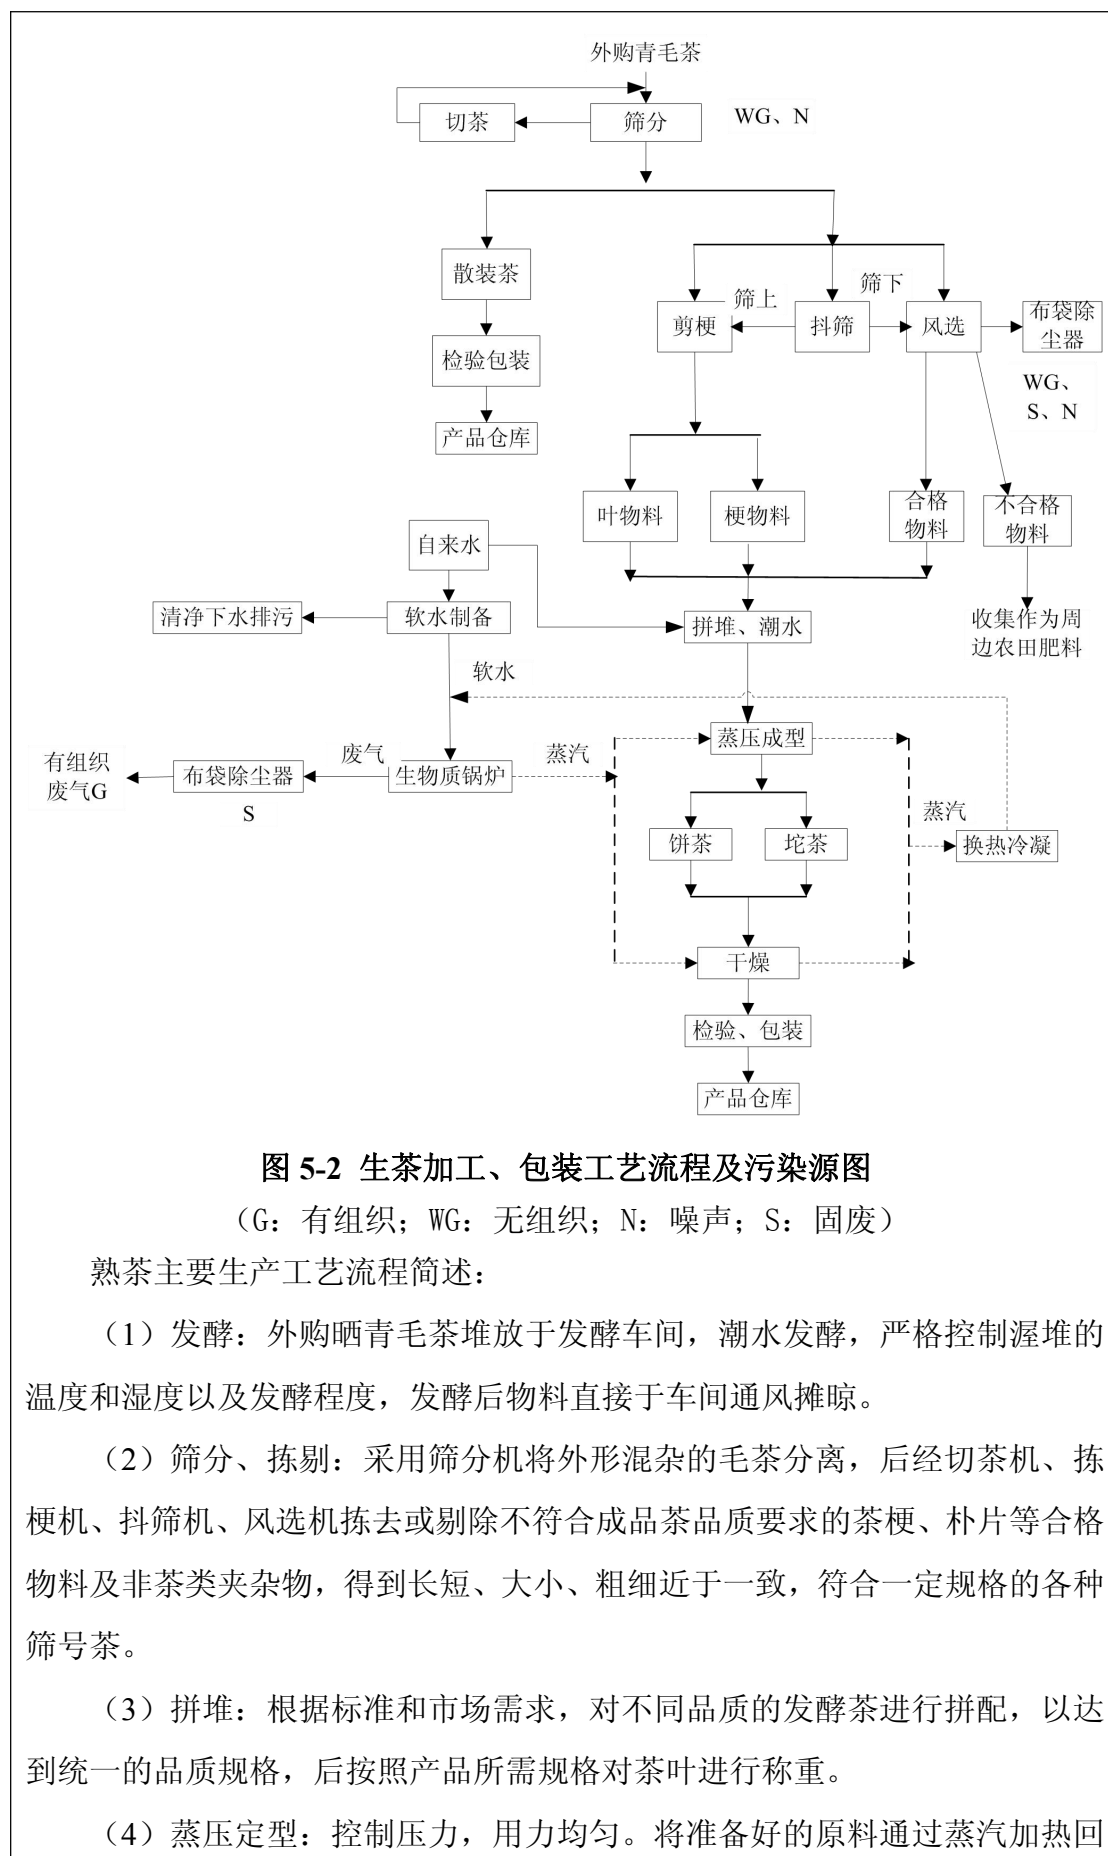 外购青毛茶
切茶
筛分
WG、N
散装茶
筛上
筛下
剪梗
抖筛
风选
布袋除
尘器
检验包装
WG、
S、N
产品仓库
叶物料
梗物料
合格
物料
不合格
物料
自来水
清净下水排污
软水制备
拼堆、潮水
收集作为周
边农田肥料
软水
有组织
废气G
布袋除尘器
S
废气
生物质锅炉
蒸汽
蒸压成型
饼茶
坨茶
蒸汽
换热冷凝
干燥
检验、包装
产品仓库
图 5-2 生茶加工、包装工艺流程及污染源图
（G：有组织；WG：无组织；N：噪声；S：固废）
熟茶主要生产工艺流程简述：
（1）发酵：外购晒青毛茶堆放于发酵车间，潮水发酵，严格控制渥堆的
温度和湿度以及发酵程度，发酵后物料直接于车间通风摊晾。
（2）筛分、拣剔：采用筛分机将外形混杂的毛茶分离，后经切茶机、拣
梗机、抖筛机、风选机拣去或剔除不符合成品茶品质要求的茶梗、朴片等合格
物料及非茶类夹杂物，得到长短、大小、粗细近于一致，符合一定规格的各种
筛号茶。
（3）拼堆：根据标准和市场需求，对不同品质的发酵茶进行拼配，以达
到统一的品质规格，后按照产品所需规格对茶叶进行称重。
（4）蒸压定型：控制压力，用力均匀。将准备好的原料通过蒸汽加热回